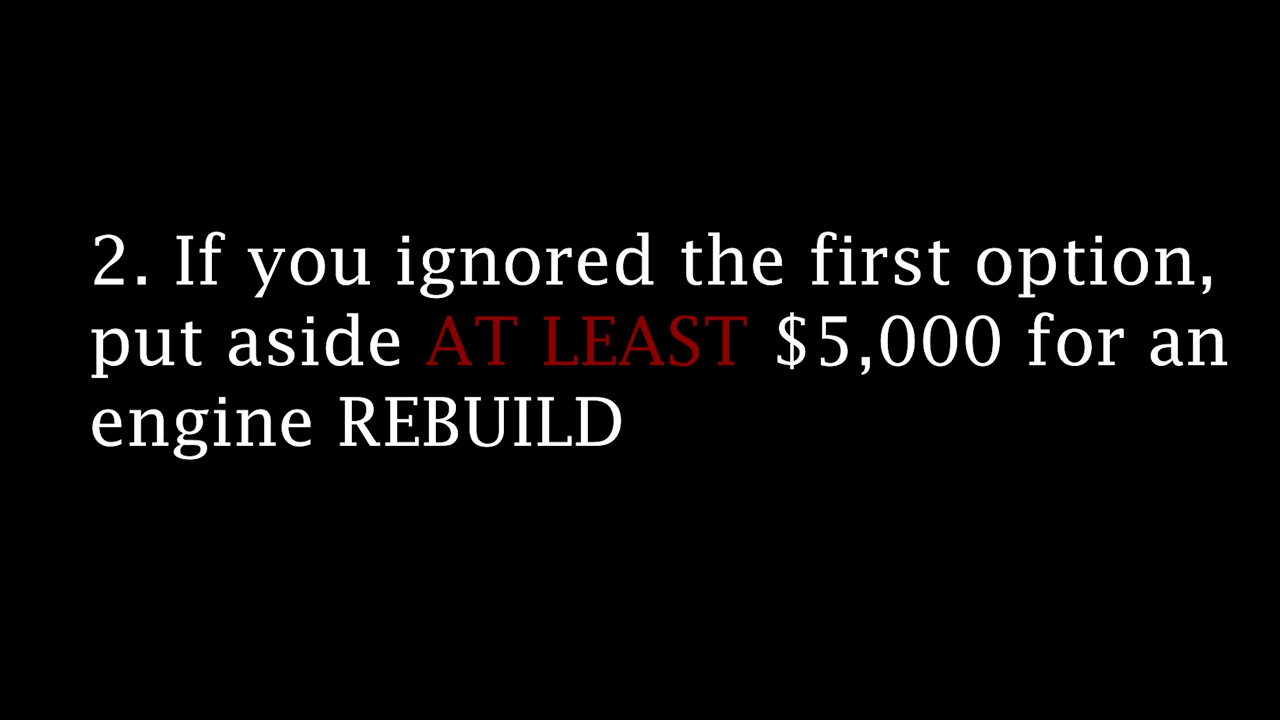 2. If you ignored the first option,
put aside AT LEAST $5,000 for an
engine REBUILD